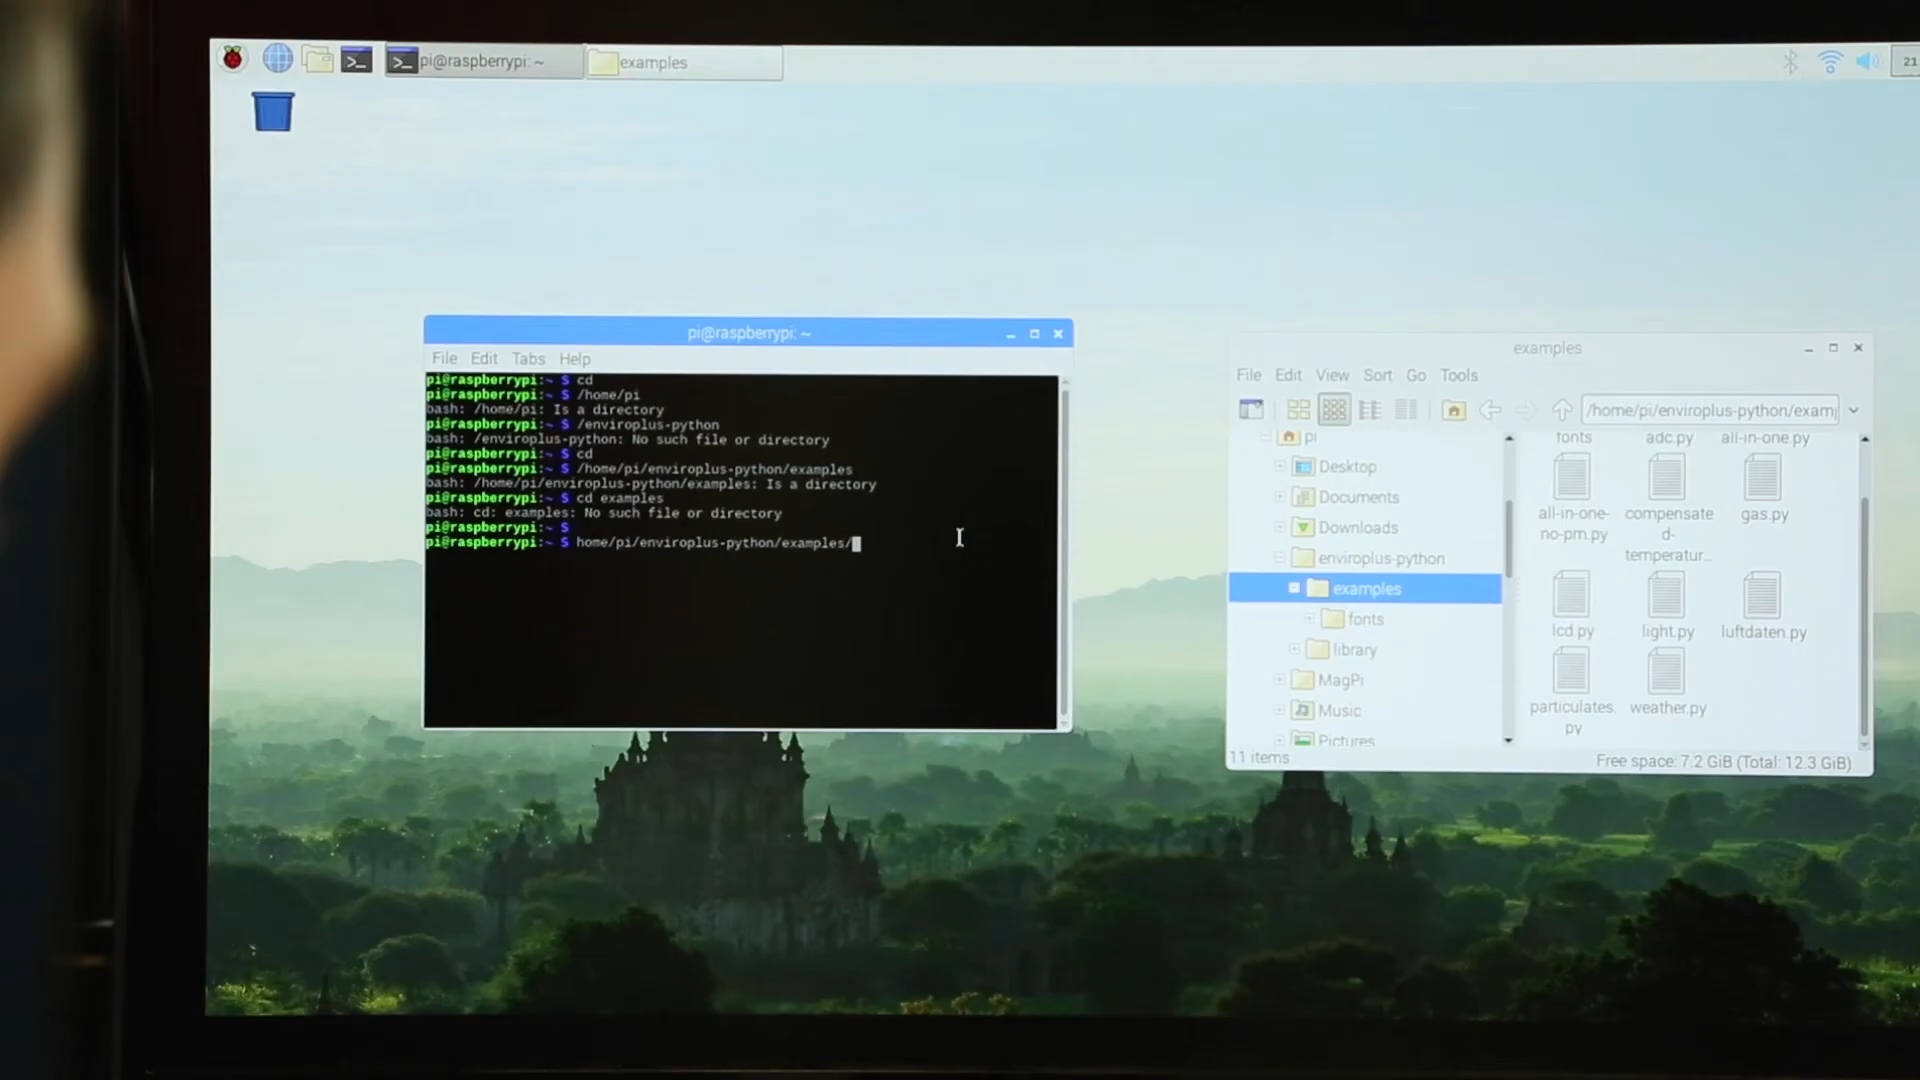 pi@raspberrypi: ~
examples
21
pi@raspberrypi: ~
File Edit Tabs Help
pi@raspberrypi:~ $ cd
pi@raspberrypi:~ $ /home/pi
bash: /home/pi: Is a directory
pi@raspberrypi:~ $ /enviroplus-python
bash: /enviroplus-python: No such file or directory
pi@raspberrypi:~ $ cd
pi@raspberrypi:~ $ /home/pi/enviroplus-python/examples
bash: /home/pi/enviroplus-python/examples: Is a directory
pi@raspberrypi:~ $ cd examples
bash: cd: examples: No such file or directory
pi@raspberrypi:~ $
pi@raspberrypi:~ $ home/pi/enviroplus-python/examples/
examples
File Edit View Sort Go Tools
/home/pi/enviroplus-python/exam
pi
Desktop
Documents
Downloads
enviroplus-python
examples
fonts
library
MagPi
Music
Pictures
fonts adc.py all-in-one.py
all-in-one-
no-pm.py
compensate
d-
temperatur...
gas.py
lcd.py light.py luftdaten.py
particulates.
py
weather.py
11 items
Free space: 7.2 GiB (Total: 12.3 GiB)